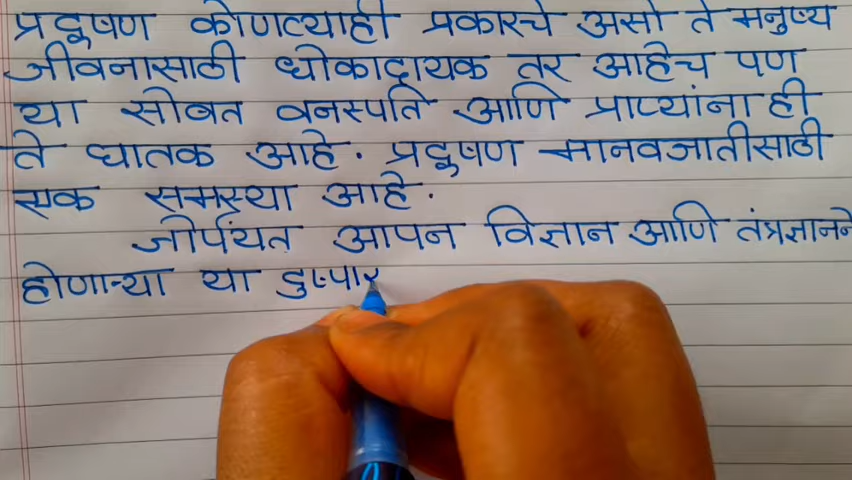 प्रदूषण कोणत्याही प्रकारचे असो ते मनुष्य
जीवनासाठी धोकादायक तर आहेच पण
या सोबत वनस्पति आणि प्राण्यांना ही
ते घातक आहे. प्रदूषण मानवजातीसाठी
एक समस्या आहे.
जोपर्यंत आपन विज्ञान आणि तंत्रज्ञानने
होणाऱ्या या